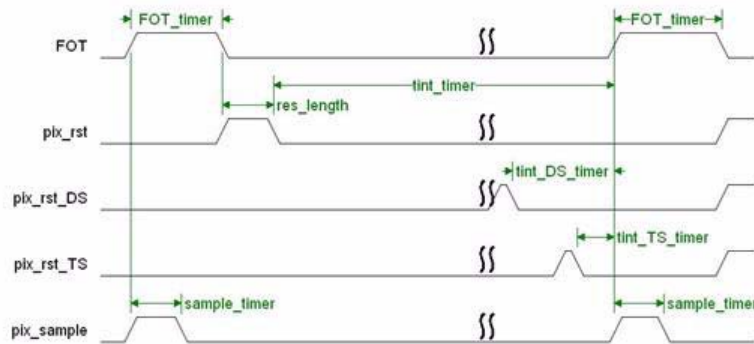 FOT_timer FOT_timer
FOT
tint_timer
res_length
pix_rst
tint_DS_timer
pix_rst_DS
tint_TS_timer
pix_rst_TS
sample_timer sample_timer
pix_sample